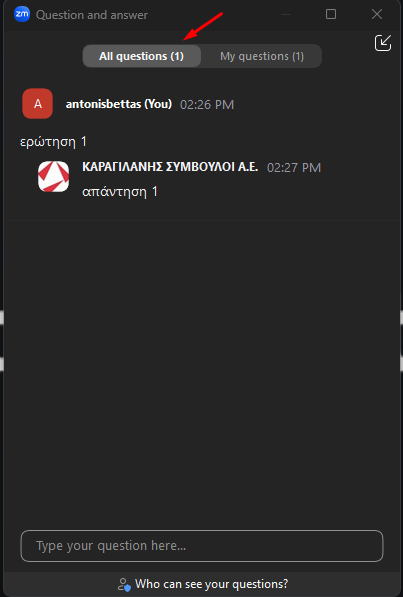 zm Question and answer
All questions (1) My questions (1)
A antonisbettas (You) 02:26 PM
ερώτηση 1
ΚΑΡΑΓΙΛΑΝΗΣ ΣΥΜΒΟΥΛΟΙ Α.Ε. 02:27 PM
απάντηση 1
Type your question here...
Who can see your questions?